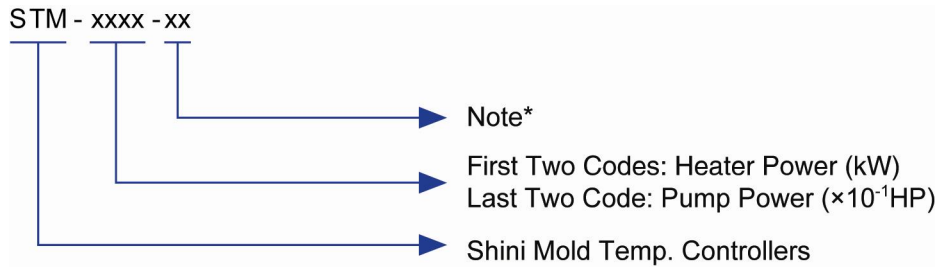 STM - xxxx - xx
Note*
First Two Codes: Heater Power (kW)
Last Two Code: Pump Power (×10⁻¹HP)
Shini Mold Temp. Controllers